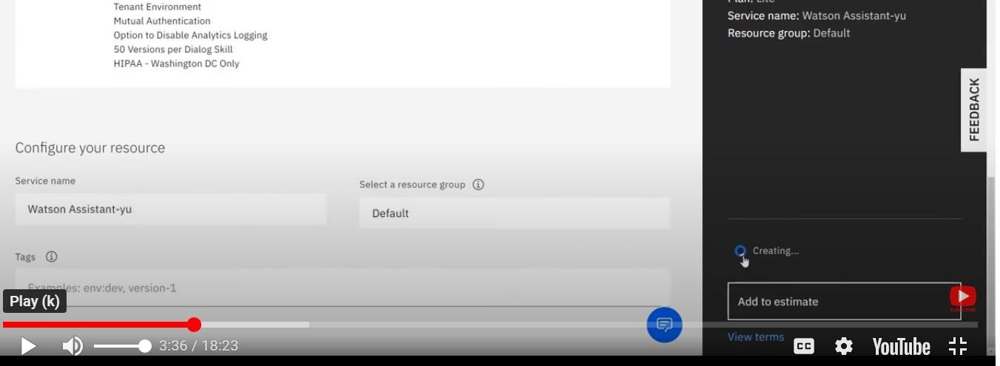 Tenant Environment
Mutual Authentication
Option to Disable Analytics Logging
50 Versions per Dialog Skill
HIPAA - Washington DC Only
Configure your resource
Service name
Watson Assistant-yu
Select a resource group
Default
Tags
Examples: env:dev, version-1
Plan: Lite
Service name: Watson Assistant-yu
Resource group: Default
FEEDBACK
Creating...
Add to estimate
SUBSCRIBE
View terms
Play (k)
3:36 / 18:23
CC
YouTube